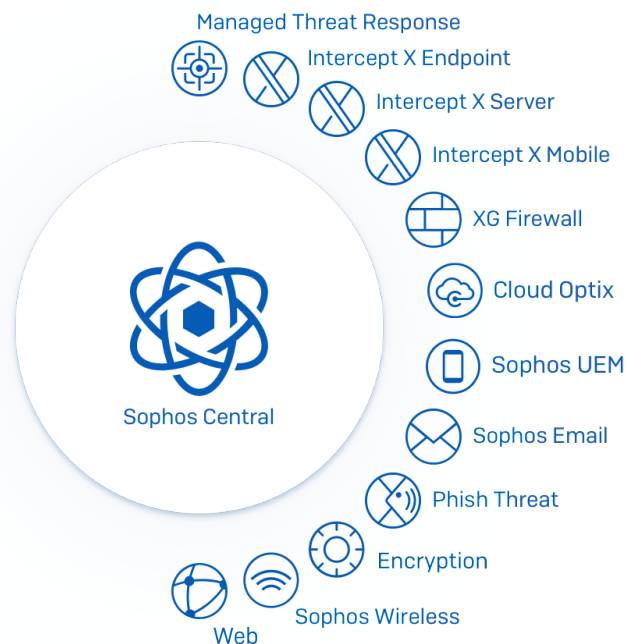 Managed Threat Response
Intercept X Endpoint
Intercept X Server
Intercept X Mobile
XG Firewall
Cloud Optix
Sophos UEM
Sophos Central
Sophos Email
Phish Threat
Encryption
Sophos Wireless
Web